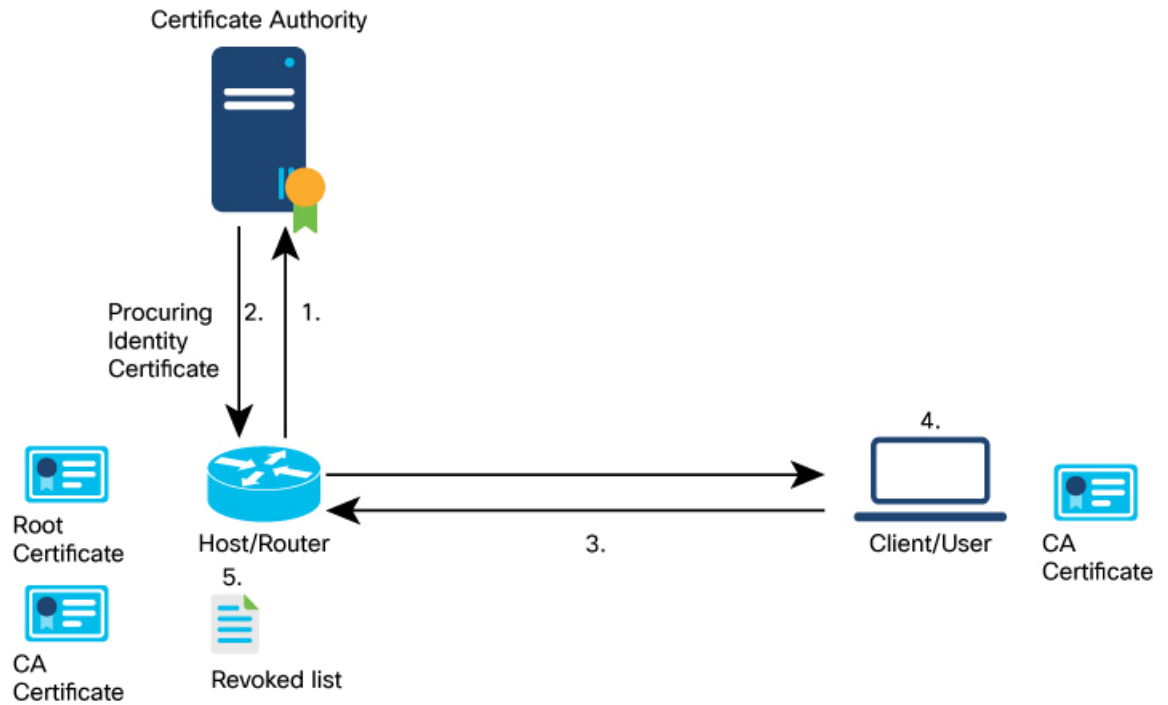 Certificate Authority
Procuring
Identity
Certificate
2.
1.
4.
Root
Certificate
Host/Router
3.
Client/User
CA
Certificate
5.
CA
Certificate
Revoked list